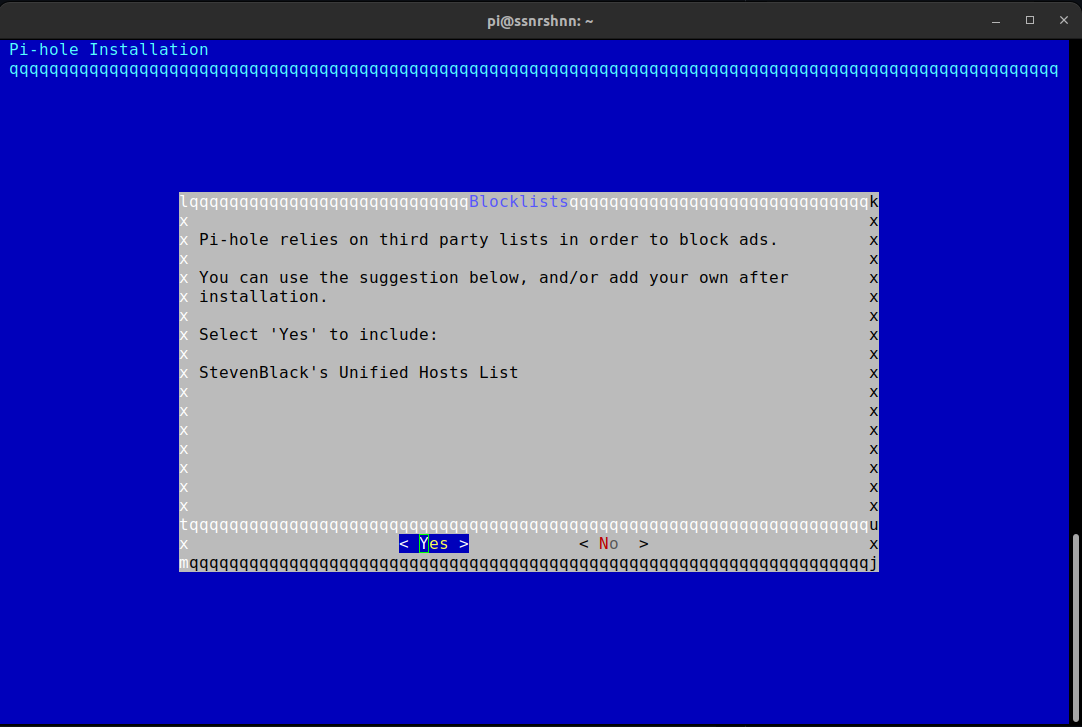 pi@ssnrshnn: ~
Pi-hole Installation
qqqqqqqqqqqqqqqqqqqqqqqqqqqqqqqqqqqqqqqqqqqqqqqqqqqqqqqqqqqqqqqqqqqqqqqqqqqqqqqqqqqqqqqqqqqqqqqqqqqqqqqqq
lqqqqqqqqqqqqqqqqqqqqqqqqqqqqBlocklistsqqqqqqqqqqqqqqqqqqqqqqqqqqqqqqk
x x
x Pi-hole relies on third party lists in order to block ads. x
x x
x You can use the suggestion below, and/or add your own after x
x installation. x
x x
x Select 'Yes' to include: x
x x
x StevenBlack's Unified Hosts List x
x x
x x
x x
x x
x x
x x
x x
tqqqqqqqqqqqqqqqqqqqqqqqqqqqqqqqqqqqqqqqqqqqqqqqqqqqqqqqqqqqqqqqqqqqqu
x < Yes > < No > x
mqqqqqqqqqqqqqqqqqqqqqqqqqqqqqqqqqqqqqqqqqqqqqqqqqqqqqqqqqqqqqqqqqqqqj